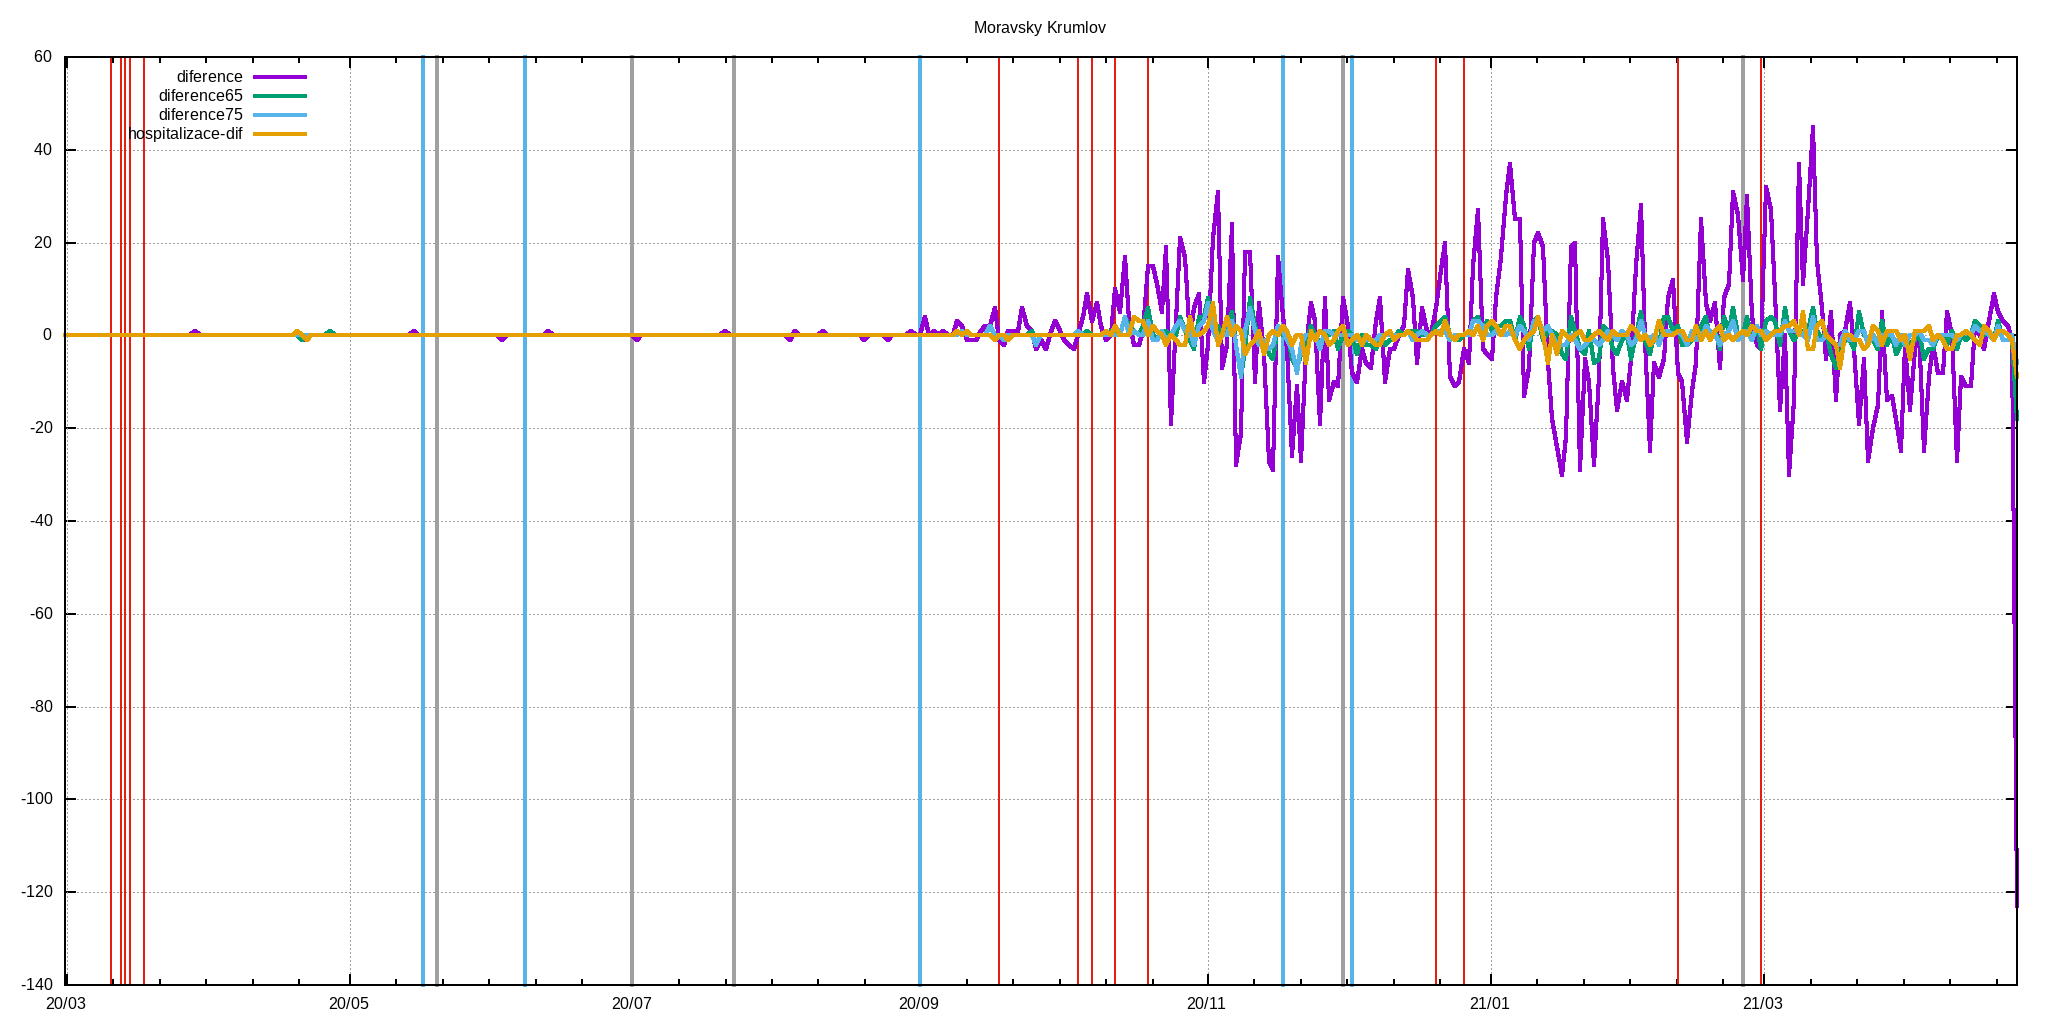 Moravsky Krumlov
60
diference
diference65
diference75
hospitalizace-dif
40
20
0
-20
-40
-60
-80
-100
-120
-140
20/03 20/05 20/07 20/09 20/11 21/01 21/03